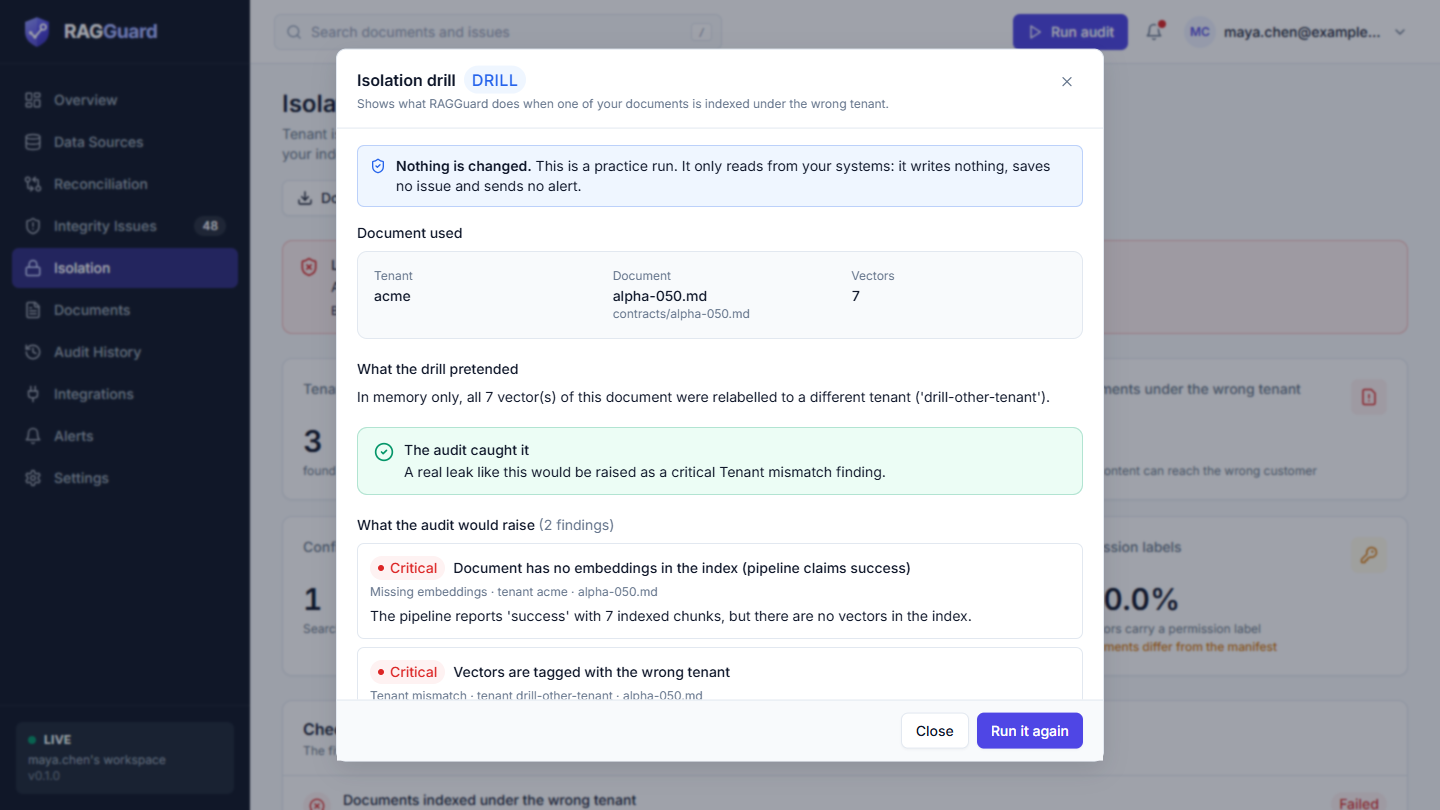 RAGGuard
Search documents and issues /
Run audit
MC maya.chen@example...
Overview
Data Sources
Reconciliation
Integrity Issues 48
Isolation
Documents
Audit History
Integrations
Alerts
Settings
LIVE
maya.chen's workspace
v0.1.0
Isolation drill DRILL
Shows what RAGGuard does when one of your documents is indexed under the wrong tenant.
Nothing is changed. This is a practice run. It only reads from your systems: it writes nothing, saves
no issue and sends no alert.
Document used
Tenant Document Vectors
acme alpha-050.md 7
contracts/alpha-050.md
What the drill pretended
In memory only, all 7 vector(s) of this document were relabelled to a different tenant ('drill-other-tenant').
The audit caught it
A real leak like this would be raised as a critical Tenant mismatch finding.
What the audit would raise (2 findings)
Critical Document has no embeddings in the index (pipeline claims success)
Missing embeddings · tenant acme · alpha-050.md
The pipeline reports 'success' with 7 indexed chunks, but there are no vectors in the index.
Critical Vectors are tagged with the wrong tenant
Tenant mismatch · tenant drill-other-tenant · alpha-050.md
Close
Run it again
Tenant
your
3
found
under the wrong tenant
can reach the wrong customer
1
labels
0.0%
carry a permission label
differ from the manifest
Documents indexed under the wrong tenant
Failed